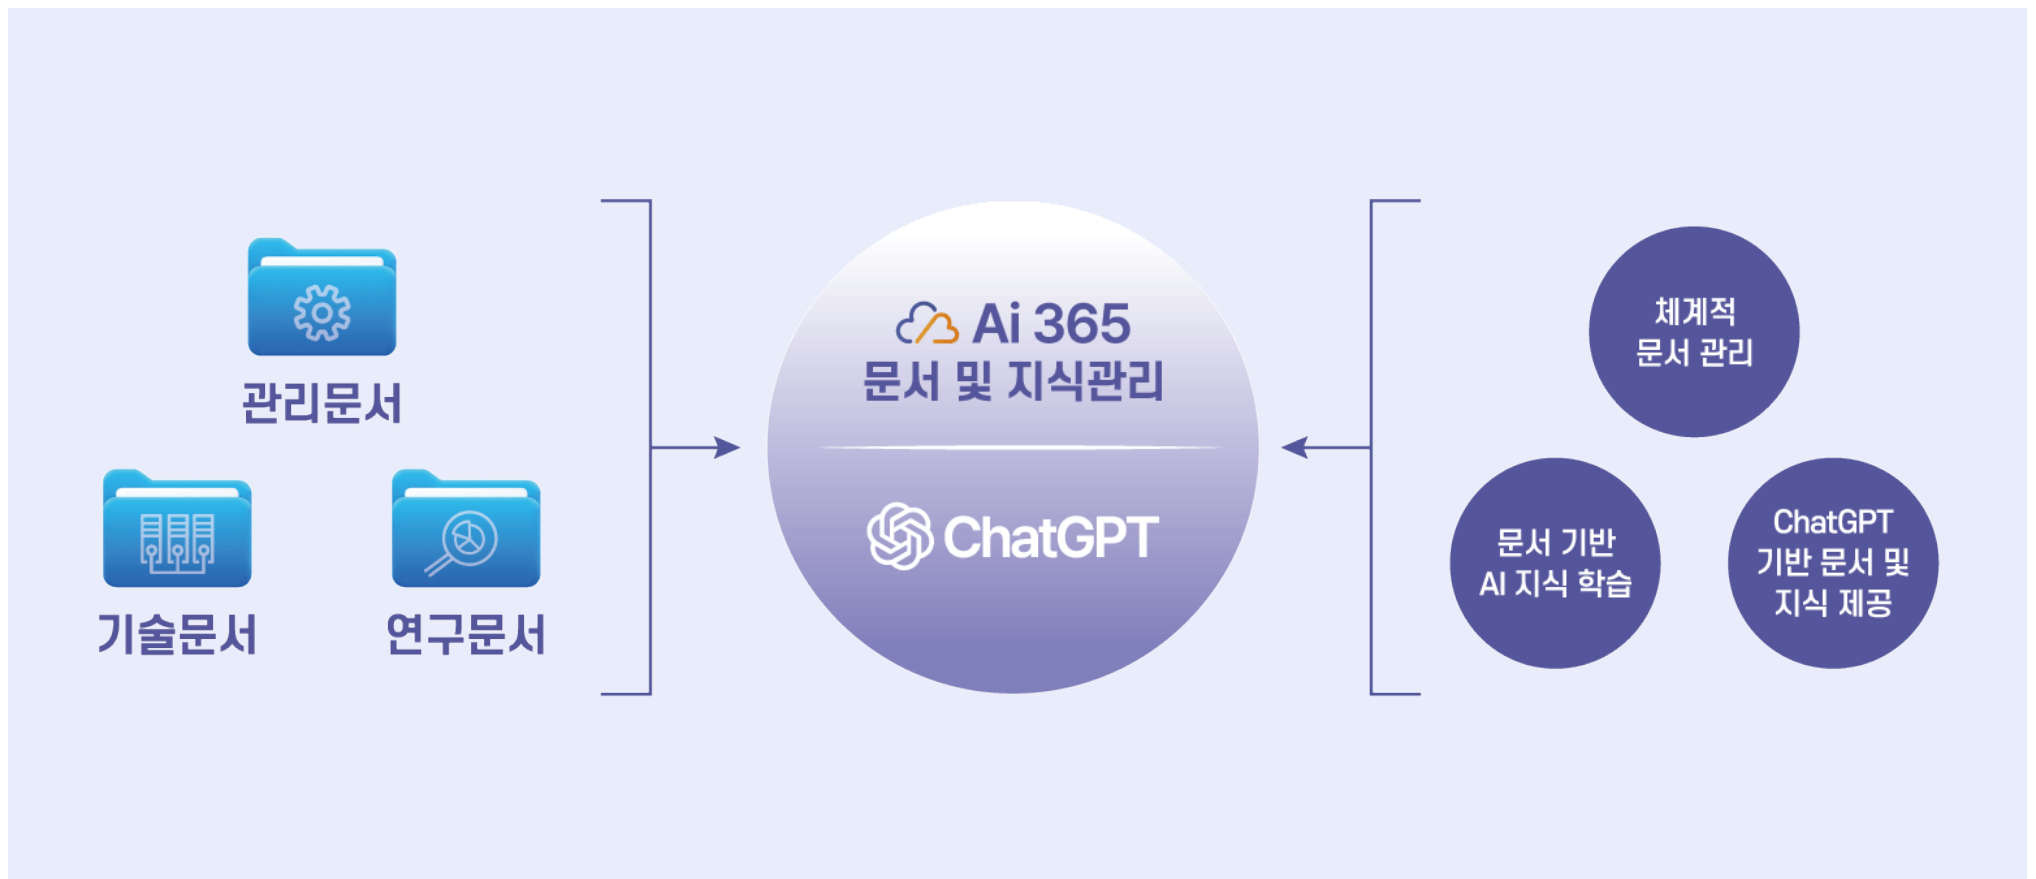 관리문서
기술문서
연구문서
Ai 365
문서 및 지식관리
ChatGPT
체계적
문서 관리
문서 기반
AI 지식 학습
ChatGPT
기반 문서 및
지식 제공